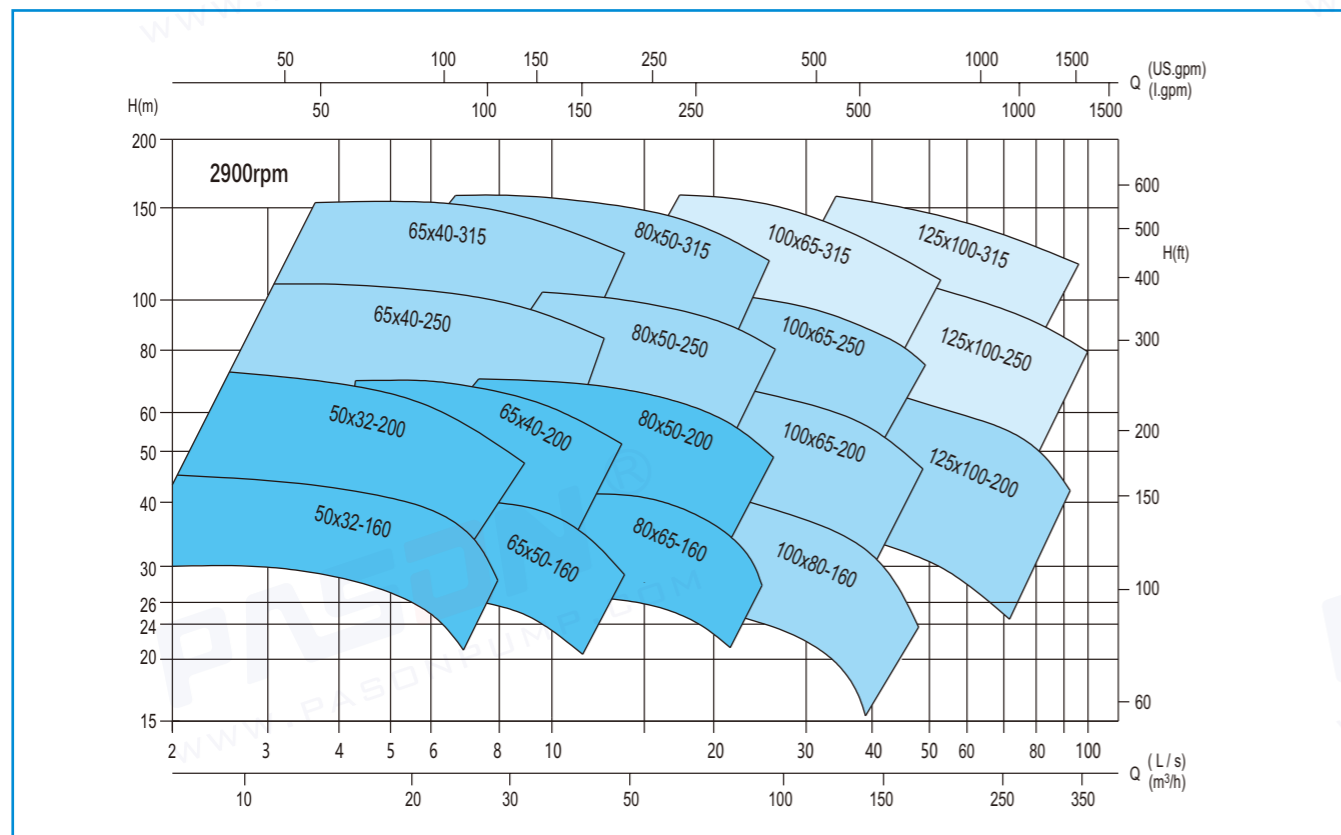 50 100 150 250 500 1000 1500 (US.gpm)
Q
50 100 150 250 500 1000 1500 (I.gpm)
H(m)
200
2900rpm
600
150
65x40-315 80x50-315 100x65-315 125x100-315
500
H(ft)
400
100
65x40-250 80x50-250 100x65-250 125x100-250
300
80
60
50x32-200 65x40-200 80x50-200 100x65-200 125x100-200
200
50
150
40
50x32-160 65x50-160 80x65-160 100x80-160
30
100
26
24
20
60
15
2 3 4 5 6 8 10 20 30 40 50 60 80 100 (L/s)
Q
10 20 30 50 100 150 250 350 (m³/h)
PASON®
WWW.PASONPUMP.COM